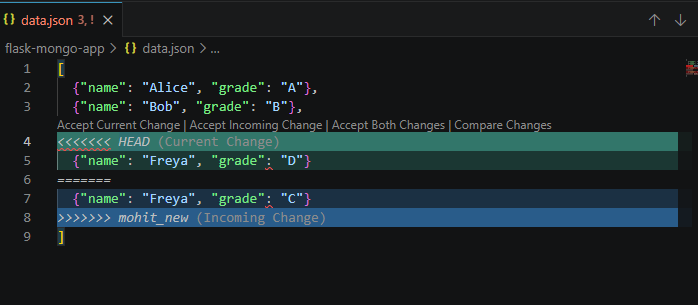 {} data.json 3, ! ×
flask-mongo-app > {} data.json > ...
1 [
2 {"name": "Alice", "grade": "A"},
3 {"name": "Bob", "grade": "B"},
Accept Current Change | Accept Incoming Change | Accept Both Changes | Compare Changes
4 <<<<<<< HEAD (Current Change)
5 {"name": "Freya", "grade": "D"}
6 =======
7 {"name": "Freya", "grade": "C"}
8 >>>>>>> mohit_new (Incoming Change)
9 ]